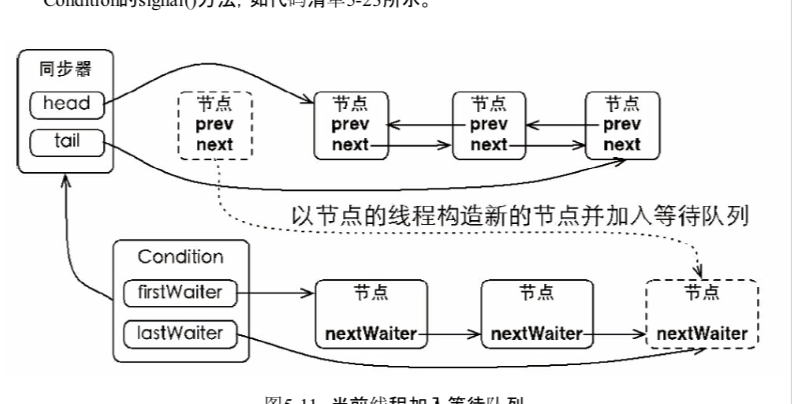 Condition的signal()方法，如代码清单5-23所示。
同步器
head
tail
节点
prev
next
节点
prev
next
节点
prev
next
节点
prev
next
以节点的线程构造新的节点并加入等待队列
Condition
firstWaiter
lastWaiter
节点
nextWaiter
节点
nextWaiter
节点
nextWaiter
图5-11 当前线程加入等待队列